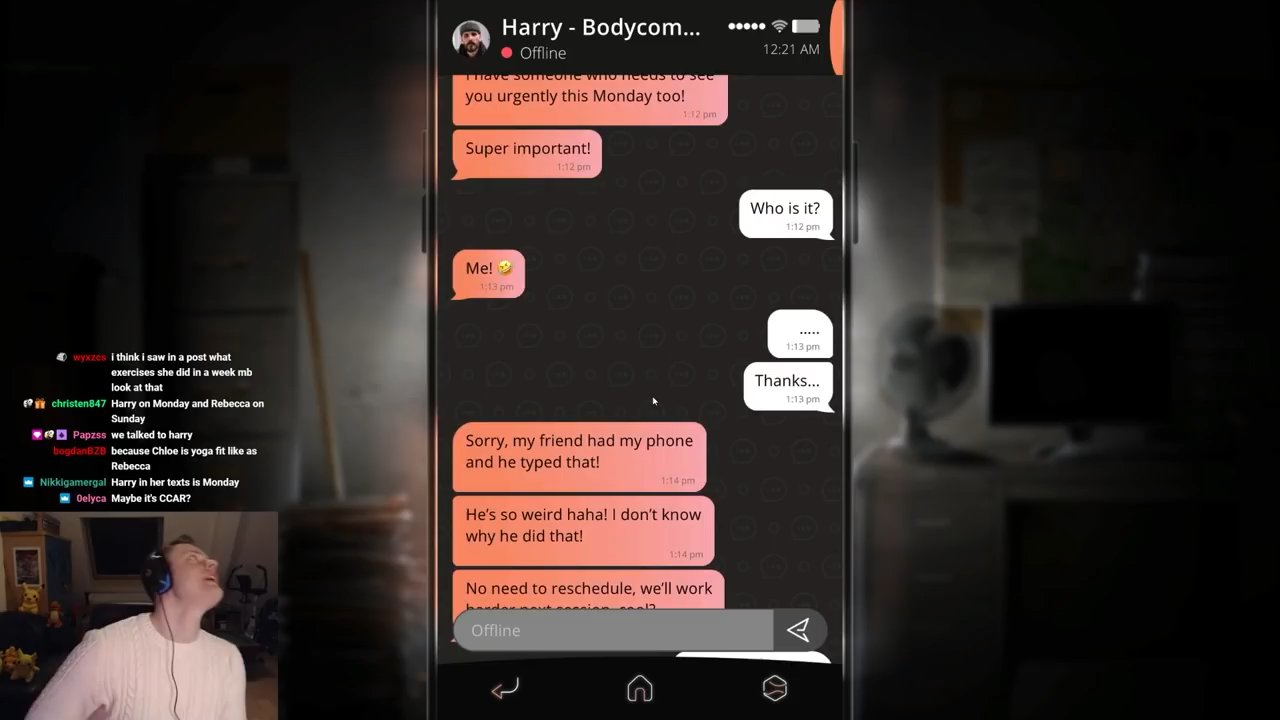 Harry - Bodycom...
Offline
12:21 AM
I have someone who needs to see
you urgently this Monday too!
1:12 pm
Super important!
1:12 pm
Who is it?
1:12 pm
Me! 🤣
1:13 pm
.....
1:13 pm
Thanks...
1:13 pm
Sorry, my friend had my phone
and he typed that!
1:14 pm
He's so weird haha! I don't know
why he did that!
1:14 pm
No need to reschedule, we'll work
harder next session, cool?
Offline
wyxzcs i think i saw in a post what
exercises she did in a week mb
look at that
christen847 Harry on Monday and Rebecca on
Sunday
Papzss we talked to harry
bogdanBZB because Chloe is yoga fit like as
Rebecca
Nikkigamergal Harry in her texts is Monday
0elyca Maybe it's CCAR?